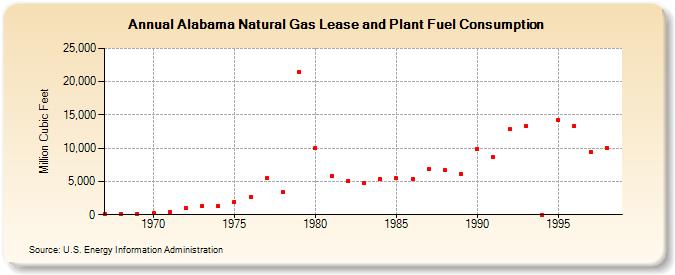 Annual Alabama Natural Gas Lease and Plant Fuel Consumption
Million Cubic Feet
25,000
20,000
15,000
10,000
5,000
0
1970 1975 1980 1985 1990 1995
Source: U.S. Energy Information Administration